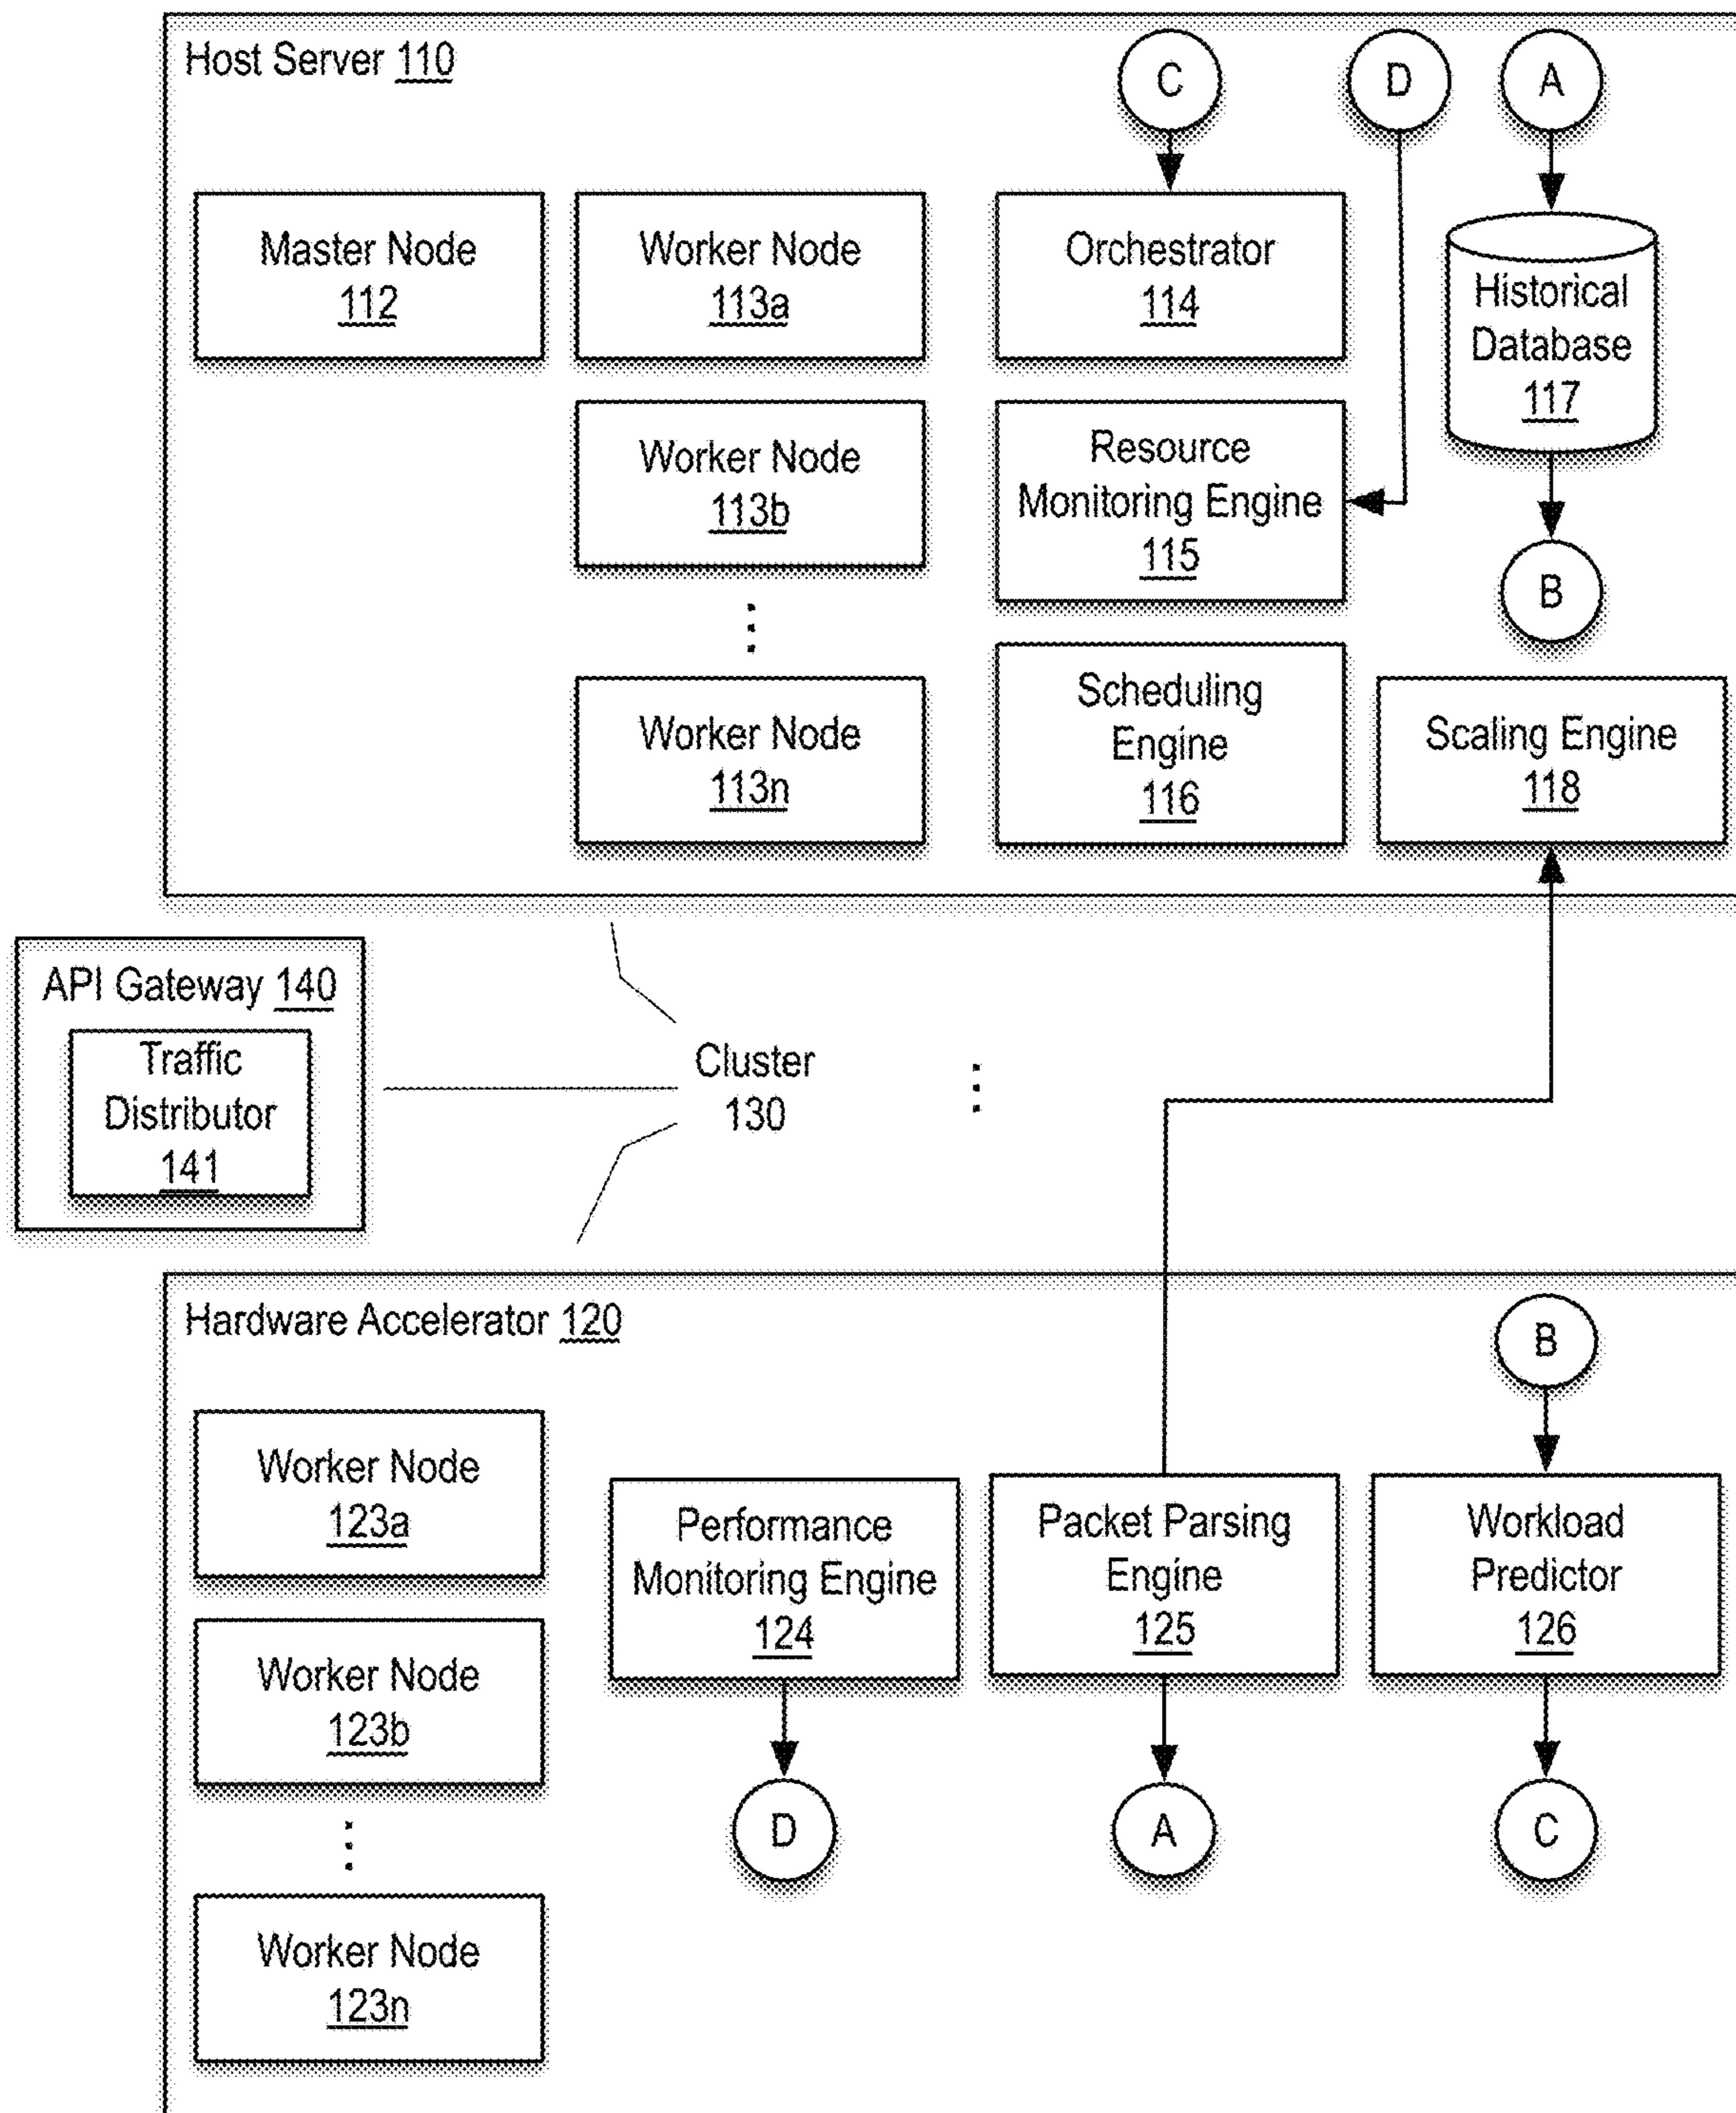 Host Server 110
C
D
A
Master Node
112
Worker Node
113a
Orchestrator
114
Historical
Database
117
Worker Node
113b
Resource
Monitoring Engine
115
B
Worker Node
113n
Scheduling
Engine
116
Scaling Engine
118
API Gateway 140
Traffic
Distributor
141
Cluster
130
Hardware Accelerator 120
B
Worker Node
123a
Performance
Monitoring Engine
124
Packet Parsing
Engine
125
Workload
Predictor
126
Worker Node
123b
D
A
C
Worker Node
123n